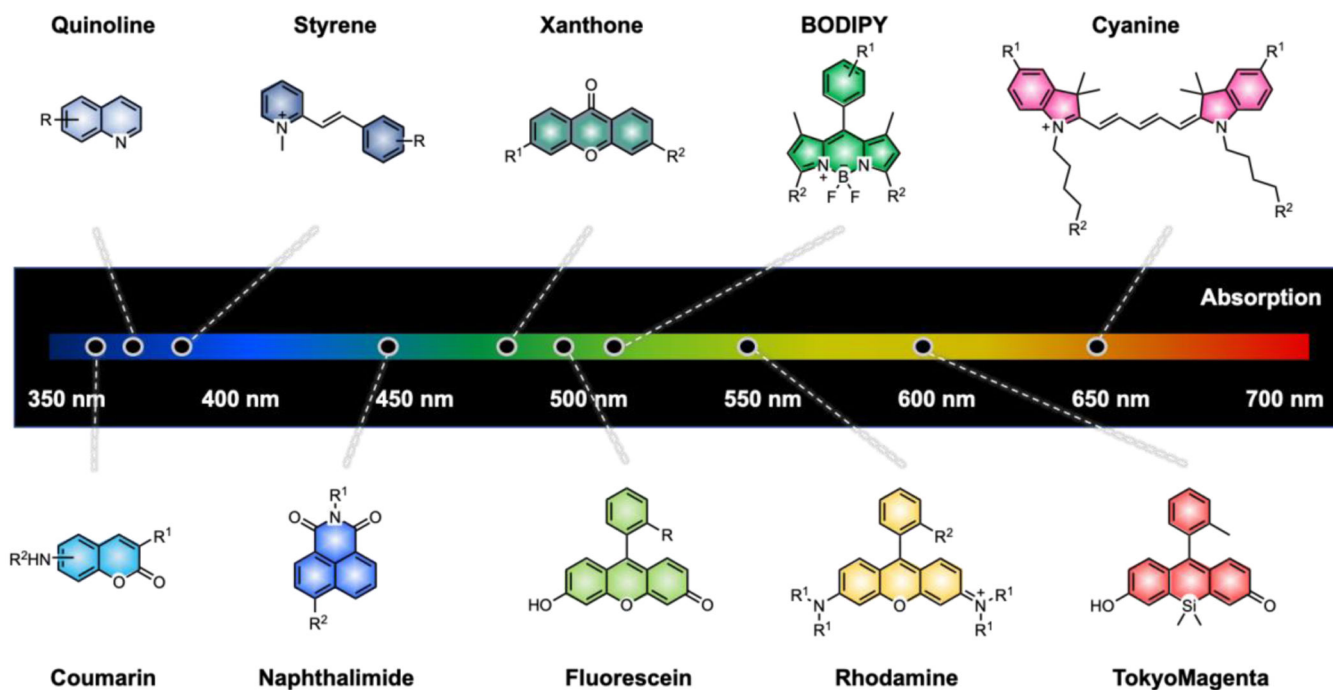 Quinoline
Styrene
Xanthone
BODIPY
Cyanine
R
N
N
+
R
O
R¹
O
R²
R¹
N
+
B
N
F
F
R²
R²
R¹
R¹
N
+
N
R²
R²
Absorption
350 nm
400 nm
450 nm
500 nm
550 nm
600 nm
650 nm
700 nm
R²HN
R¹
O
O
R¹
N
O
O
R²
R
HO
O
O
R²
R¹
N
R¹
O
+
N
R¹
R¹
HO
Si
O
Coumarin
Naphthalimide
Fluorescein
Rhodamine
TokyoMagenta